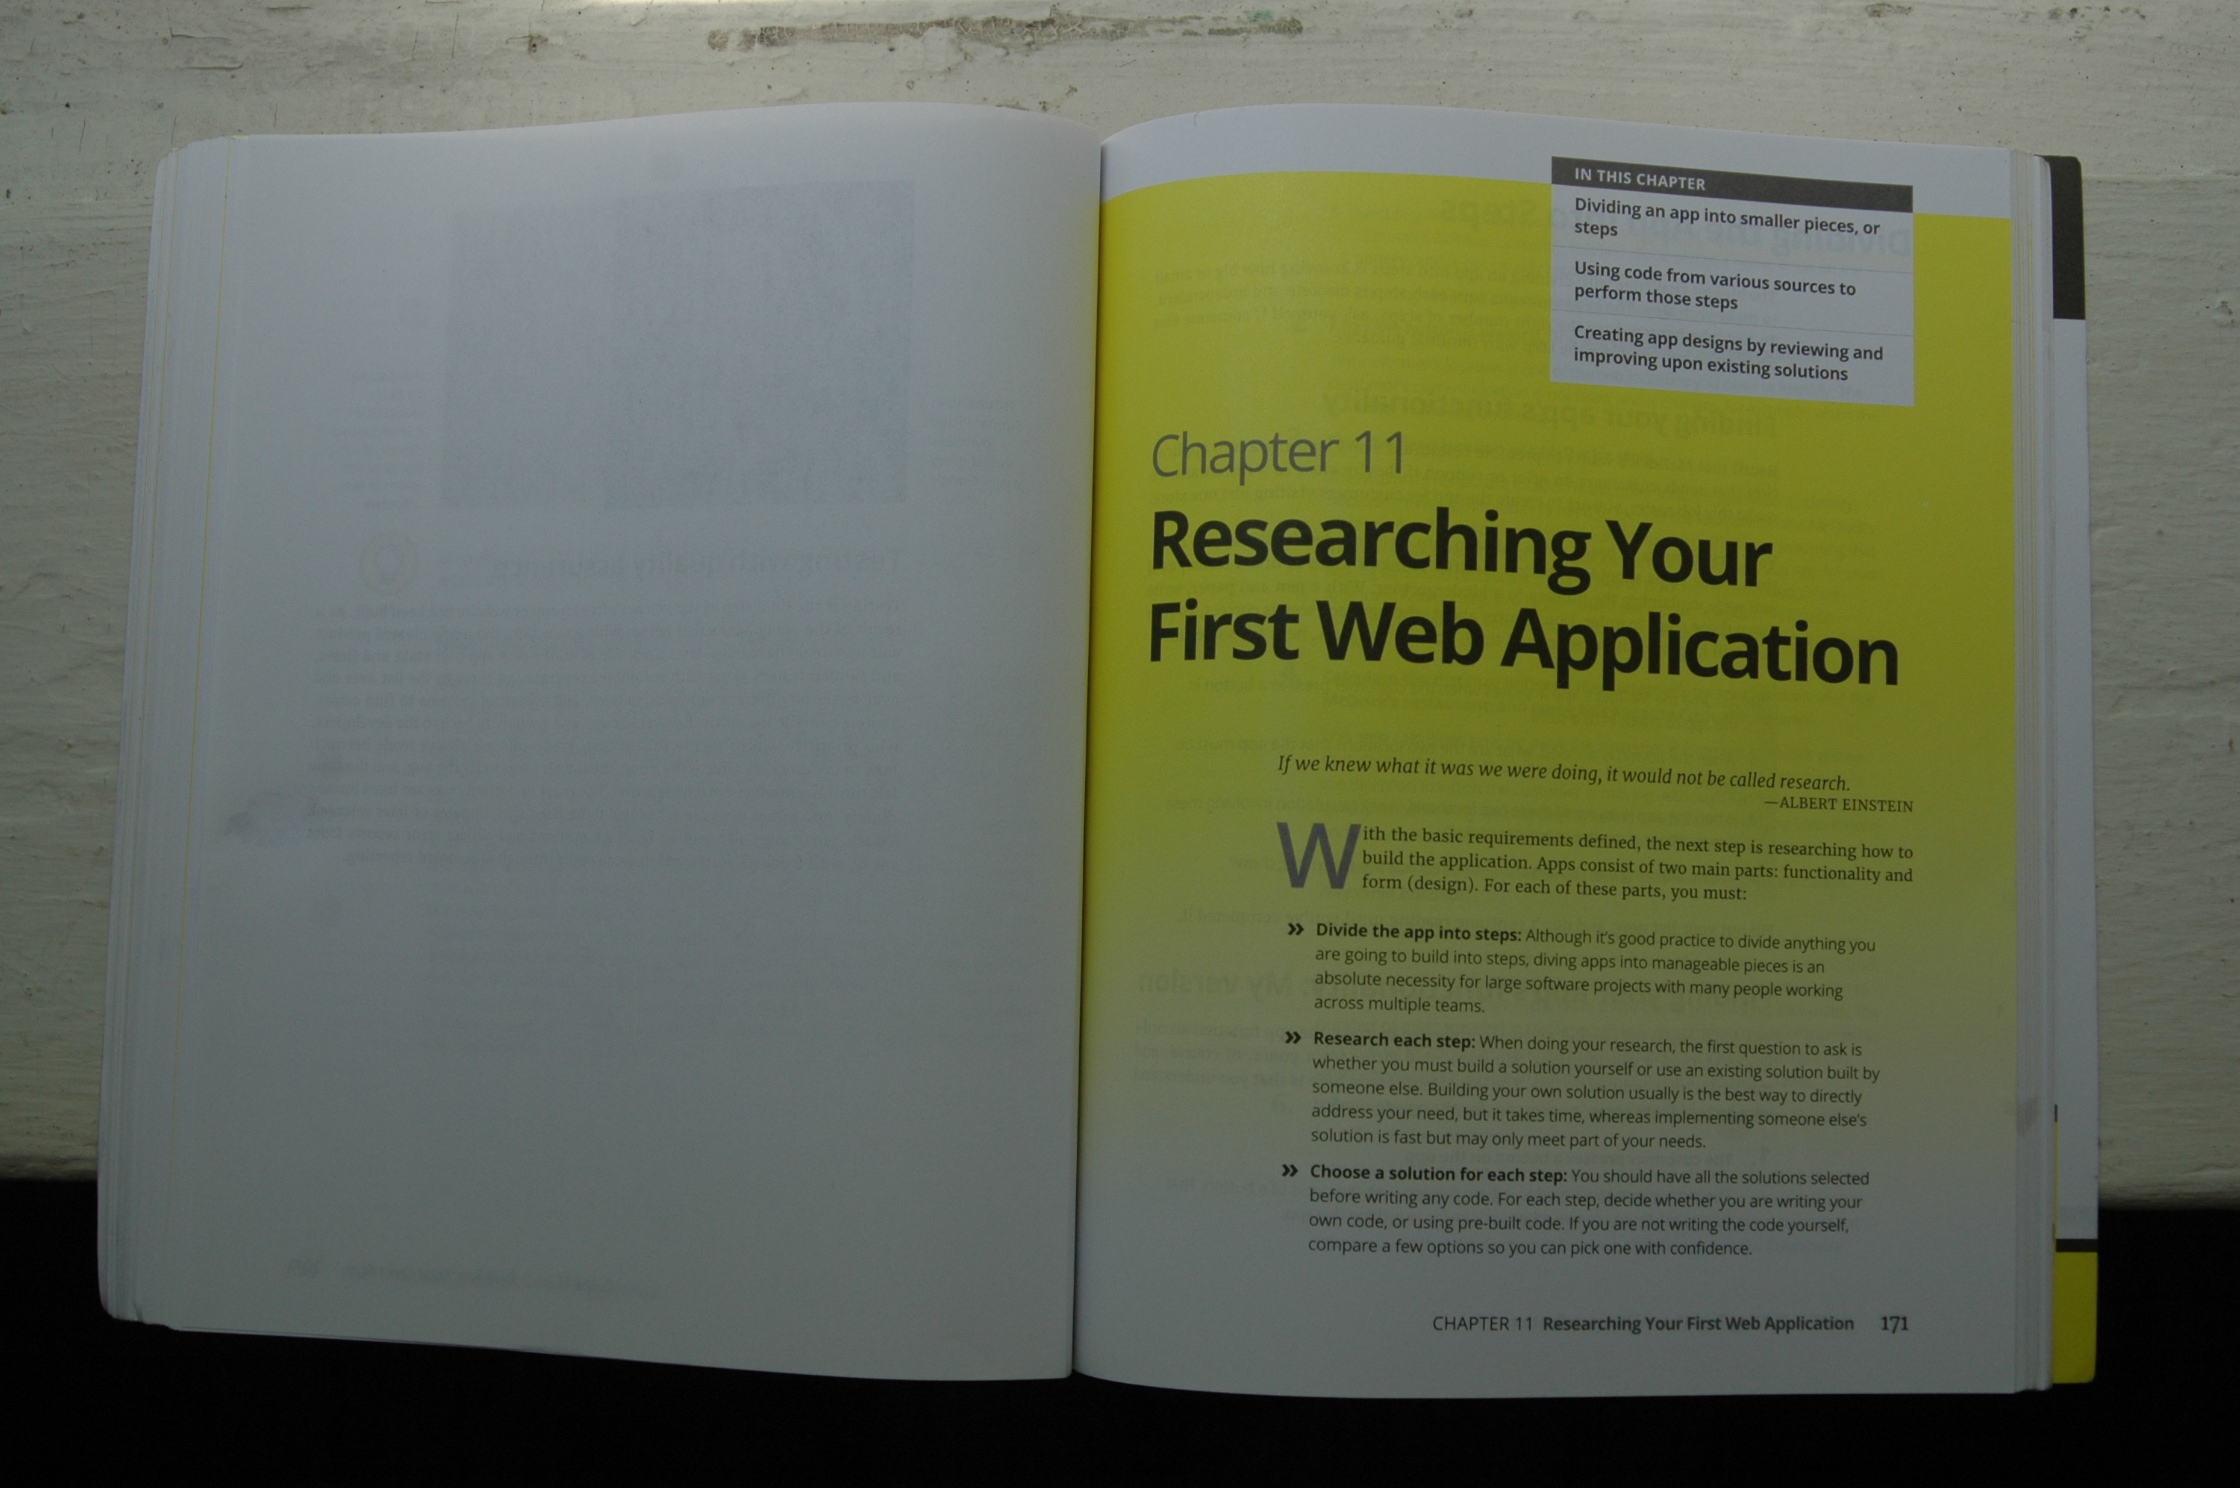 IN THIS CHAPTER
Dividing an app into smaller pieces, or
steps
Using code from various sources to
perform those steps
Creating app designs by reviewing and
improving upon existing solutions
Chapter 11
Researching Your
First Web Application
If we knew what it was we were doing, it would not be called research.
—ALBERT EINSTEIN
With the basic requirements defined, the next step is researching how to
build the application. Apps consist of two main parts: functionality and
form (design). For each of these parts, you must:
» Divide the app into steps: Although it's good practice to divide anything you
are going to build into steps, diving apps into manageable pieces is an
absolute necessity for large software projects with many people working
across multiple teams.
» Research each step: When doing your research, the first question to ask is
whether you must build a solution yourself or use an existing solution built by
someone else. Building your own solution usually is the best way to directly
address your need, but it takes time, whereas implementing someone else's
solution is fast but may only meet part of your needs.
» Choose a solution for each step: You should have all the solutions selected
before writing any code. For each step, decide whether you are writing your
own code, or using pre-built code. If you are not writing the code yourself,
compare a few options so you can pick one with confidence.
CHAPTER 11 Researching Your First Web Application 171